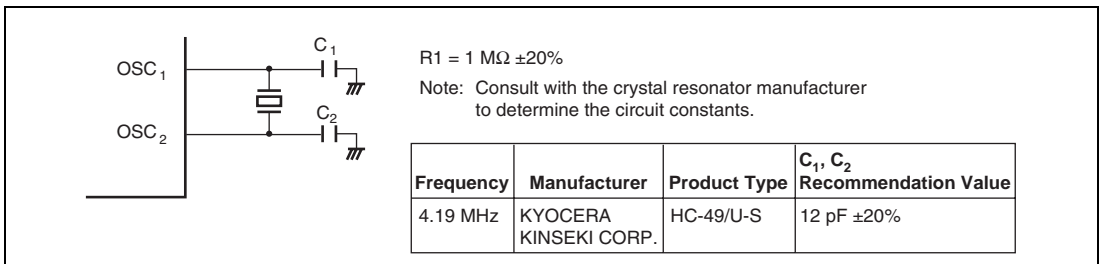 OSC₁
OSC₂
C₁
C₂
R1 = 1 MΩ ±20%
Note: Consult with the crystal resonator manufacturer
to determine the circuit constants.
Frequency Manufacturer Product Type C₁, C₂ Recommendation Value
4.19 MHz KYOCERA KINSEKI CORP. HC-49/U-S 12 pF ±20%